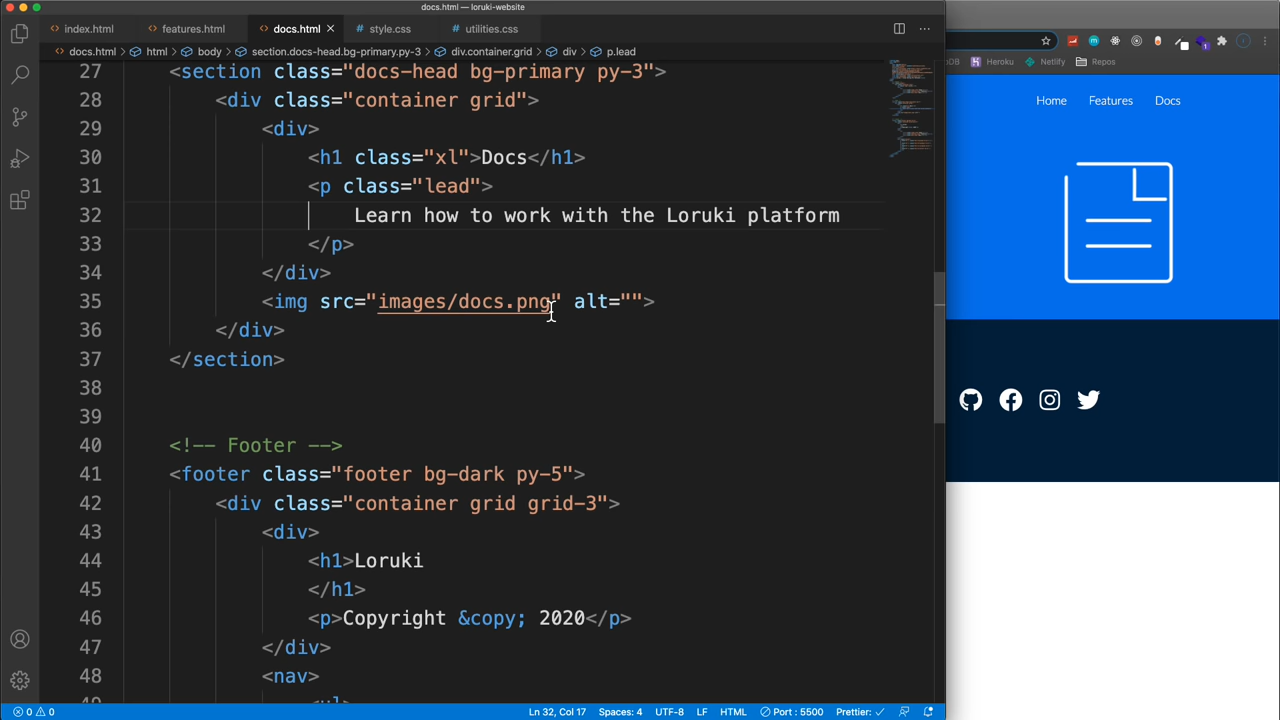 docs.html — loruki-website
index.html features.html docs.html style.css utilities.css
docs.html > html > body > section.docs-head.bg-primary.py-3 > div.container.grid > div > p.lead
27 <section class="docs-head bg-primary py-3">
28 <div class="container grid">
29 <div>
30 <h1 class="xl">Docs</h1>
31 <p class="lead">
32 Learn how to work with the Loruki platform
33 </p>
34 </div>
35 <img src="images/docs.png" alt="">
36 </div>
37 </section>
38
39
40 <!-- Footer -->
41 <footer class="footer bg-dark py-5">
42 <div class="container grid grid-3">
43 <div>
44 <h1>Loruki
45 </h1>
46 <p>Copyright &copy; 2020</p>
47 </div>
48 <nav>
49 <ul>
0 0 Ln 32, Col 17 Spaces: 4 UTF-8 LF HTML Port : 5500 Prettier: ✓
DB Heroku Netlify Repos
Home Features Docs